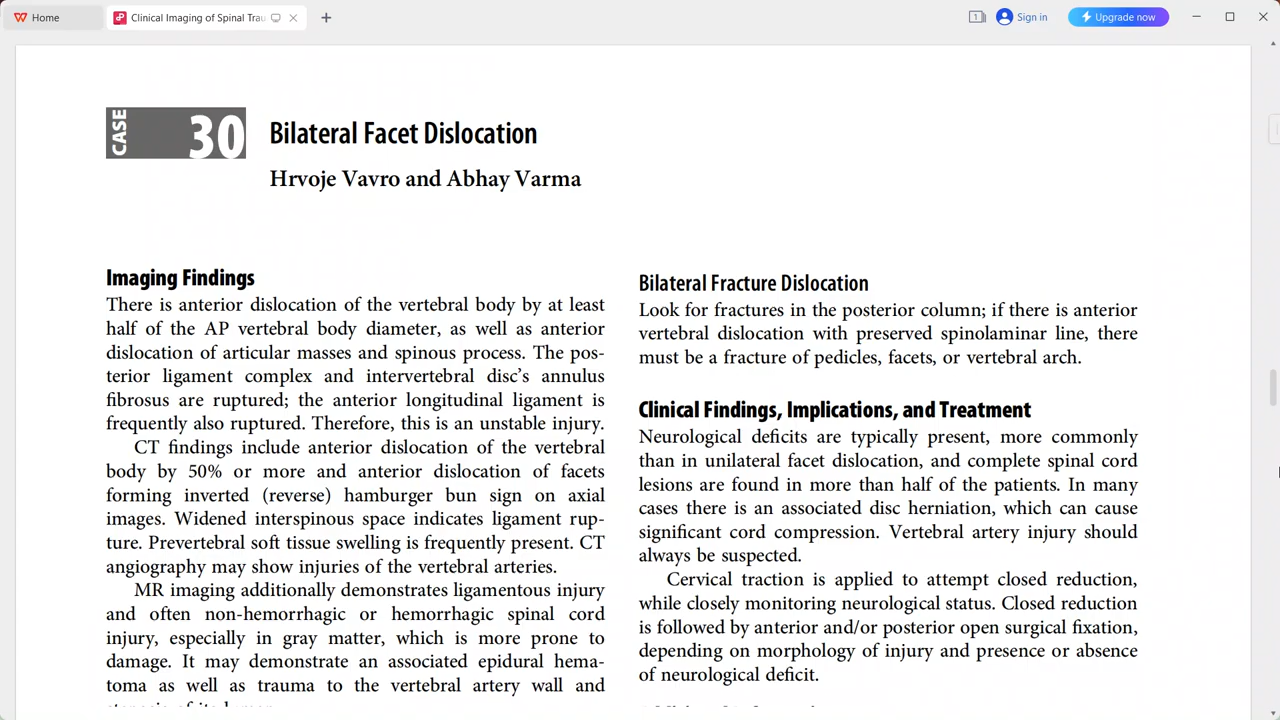 Home
Clinical Imaging of Spinal Trau
1
Sign in
Upgrade now
CASE 30
Bilateral Facet Dislocation
Hrvoje Vavro and Abhay Varma
Imaging Findings
There is anterior dislocation of the vertebral body by at least
half of the AP vertebral body diameter, as well as anterior
dislocation of articular masses and spinous process. The pos-
terior ligament complex and intervertebral disc's annulus
fibrosus are ruptured; the anterior longitudinal ligament is
frequently also ruptured. Therefore, this is an unstable injury.
CT findings include anterior dislocation of the vertebral
body by 50% or more and anterior dislocation of facets
forming inverted (reverse) hamburger bun sign on axial
images. Widened interspinous space indicates ligament rup-
ture. Prevertebral soft tissue swelling is frequently present. CT
angiography may show injuries of the vertebral arteries.
MR imaging additionally demonstrates ligamentous injury
and often non-hemorrhagic or hemorrhagic spinal cord
injury, especially in gray matter, which is more prone to
damage. It may demonstrate an associated epidural hema-
toma as well as trauma to the vertebral artery wall and
Bilateral Fracture Dislocation
Look for fractures in the posterior column; if there is anterior
vertebral dislocation with preserved spinolaminar line, there
must be a fracture of pedicles, facets, or vertebral arch.
Clinical Findings, Implications, and Treatment
Neurological deficits are typically present, more commonly
than in unilateral facet dislocation, and complete spinal cord
lesions are found in more than half of the patients. In many
cases there is an associated disc herniation, which can cause
significant cord compression. Vertebral artery injury should
always be suspected.
Cervical traction is applied to attempt closed reduction,
while closely monitoring neurological status. Closed reduction
is followed by anterior and/or posterior open surgical fixation,
depending on morphology of injury and presence or absence
of neurological deficit.